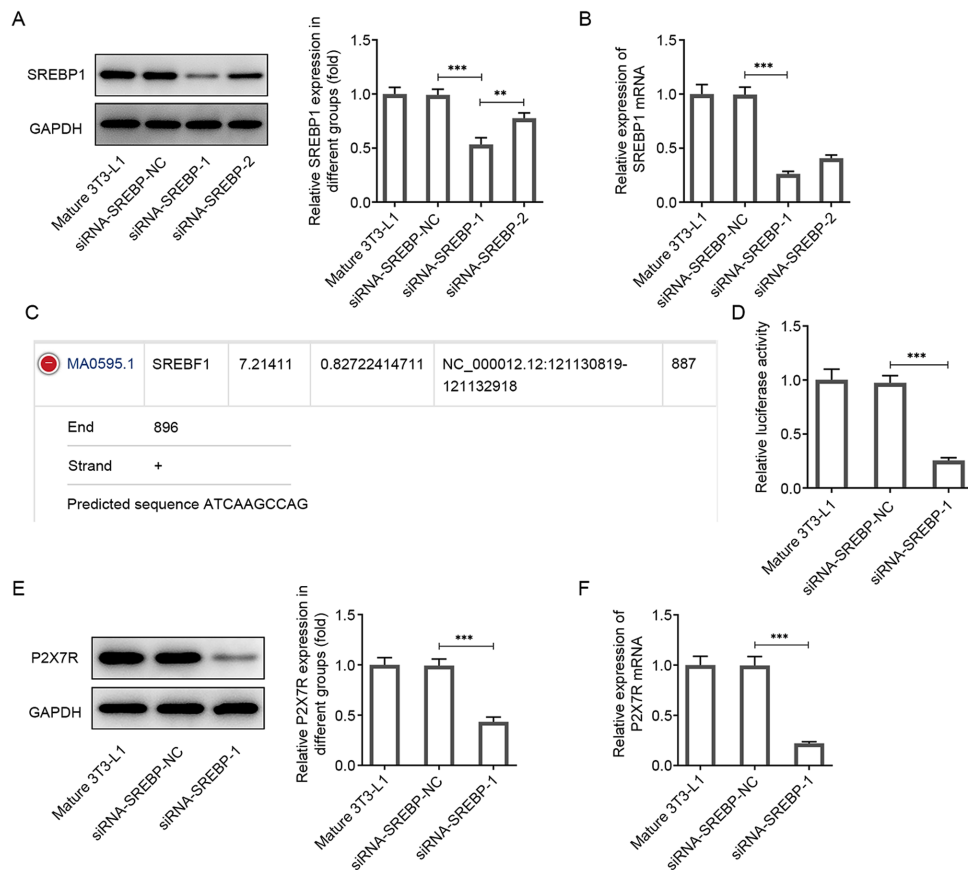 A
SREBP1
GAPDH
Mature 3T3-L1
siRNA-SREBP-NC
siRNA-SREBP-1
siRNA-SREBP-2
Relative SREBP1 expression in
different groups (fold)
1.5
1.0
0.5
0.0
***
**
Mature 3T3-L1
siRNA-SREBP-NC
siRNA-SREBP-1
siRNA-SREBP-2
B
Relative expression of
SREBP1 mRNA
1.5
1.0
0.5
0.0
***
Mature 3T3-L1
siRNA-SREBP-NC
siRNA-SREBP-1
siRNA-SREBP-2
C
MA0595.1 SREBF1 7.21411 0.82722414711 NC_000012.12:121130819- 887
121132918
End 896
Strand +
Predicted sequence ATCAAGCCAG
D
Relative luciferase activity
1.5
1.0
0.5
0.0
***
Mature 3T3-L1
siRNA-SREBP-NC
siRNA-SREBP-1
E
P2X7R
GAPDH
Mature 3T3-L1
siRNA-SREBP-NC
siRNA-SREBP-1
Relative P2X7R expression in
different groups (fold)
1.5
1.0
0.5
0.0
***
Mature 3T3-L1
siRNA-SREBP-NC
siRNA-SREBP-1
F
Relative expression of
P2X7R mRNA
1.5
1.0
0.5
0.0
***
Mature 3T3-L1
siRNA-SREBP-NC
siRNA-SREBP-1